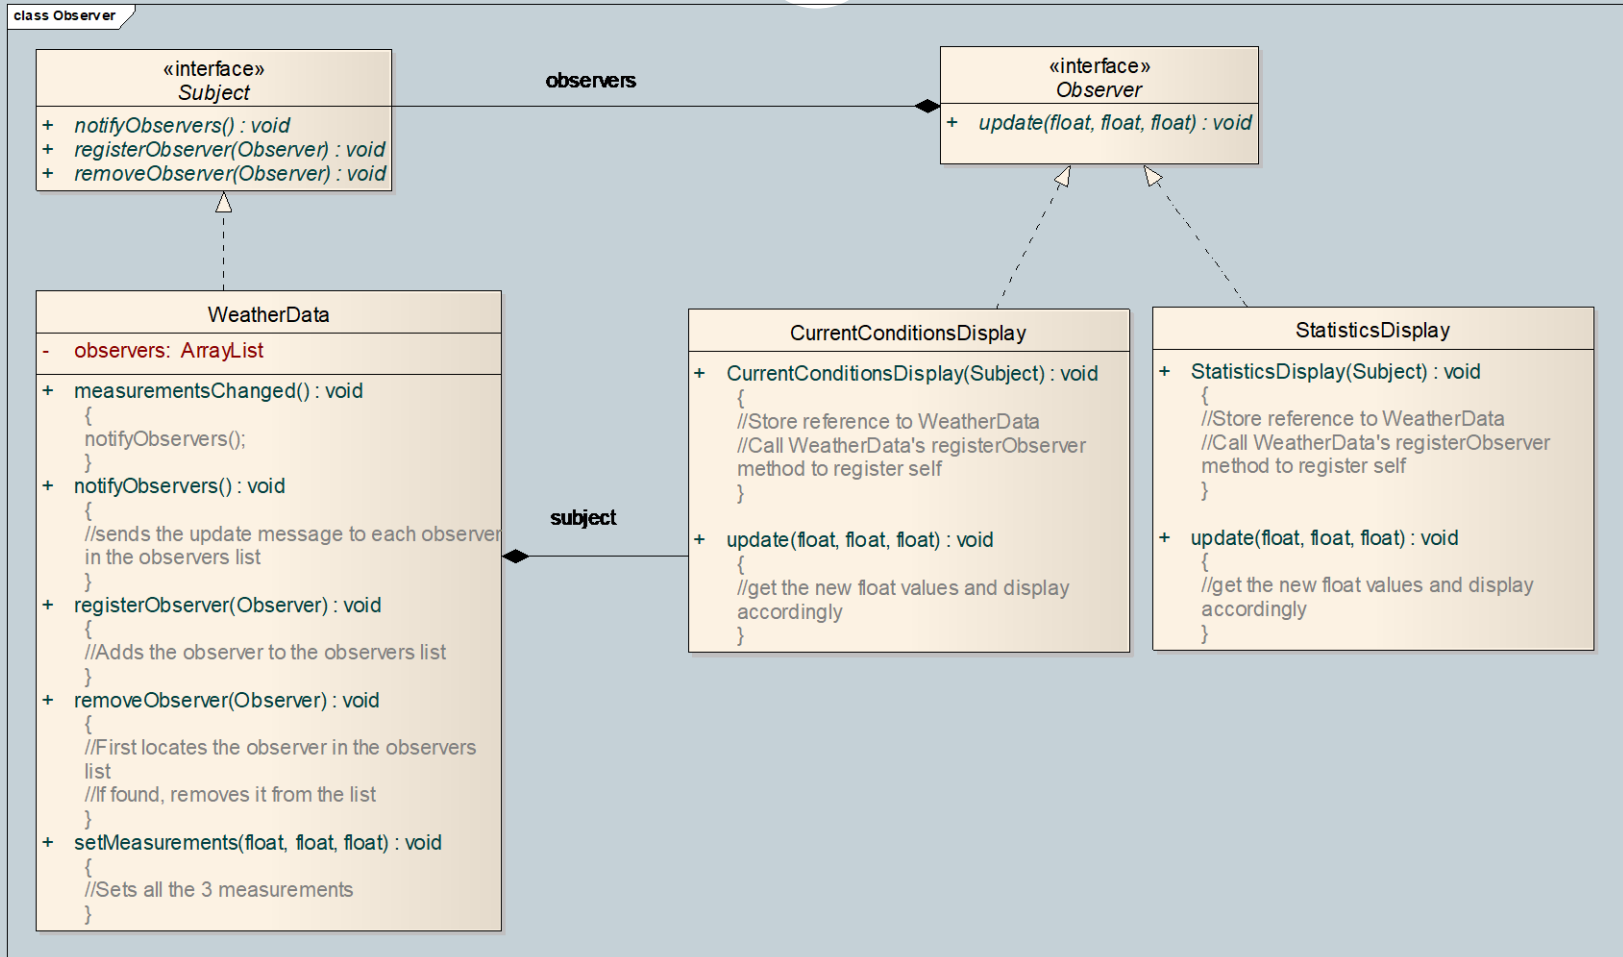 class Observer
«interface»
Subject
+ notifyObservers() : void
+ registerObserver(Observer) : void
+ removeObserver(Observer) : void
observers
«interface»
Observer
+ update(float, float, float) : void
WeatherData
- observers: ArrayList
+ measurementsChanged() : void
{
notifyObservers();
}
+ notifyObservers() : void
{
//sends the update message to each observer
in the observers list
}
+ registerObserver(Observer) : void
{
//Adds the observer to the observers list
}
+ removeObserver(Observer) : void
{
//First locates the observer in the observers
list
//If found, removes it from the list
}
+ setMeasurements(float, float, float) : void
{
//Sets all the 3 measurements
}
subject
CurrentConditionsDisplay
+ CurrentConditionsDisplay(Subject) : void
{
//Store reference to WeatherData
//Call WeatherData's registerObserver
method to register self
}
+ update(float, float, float) : void
{
//get the new float values and display
accordingly
}
StatisticsDisplay
+ StatisticsDisplay(Subject) : void
{
//Store reference to WeatherData
//Call WeatherData's registerObserver
method to register self
}
+ update(float, float, float) : void
{
//get the new float values and display
accordingly
}